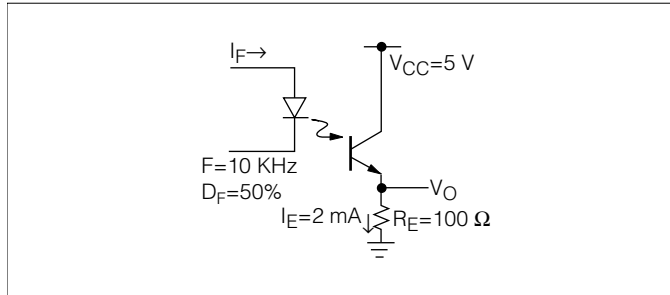 I_F→
V_CC=5 V
F=10 KHz
D_F=50%
V_O
I_E=2 mA
R_E=100 Ω